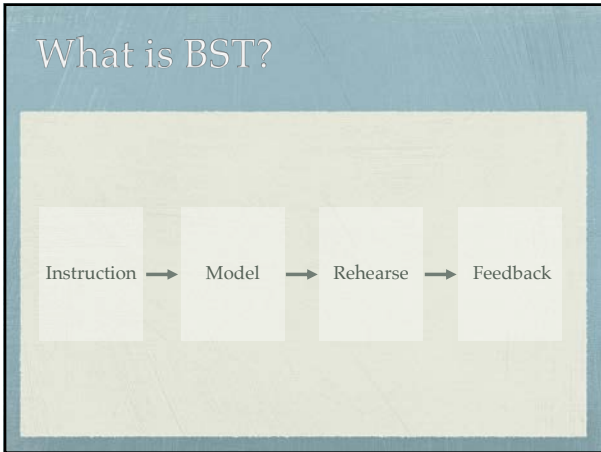 What is BST?
Instruction
Model
Rehearse
Feedback